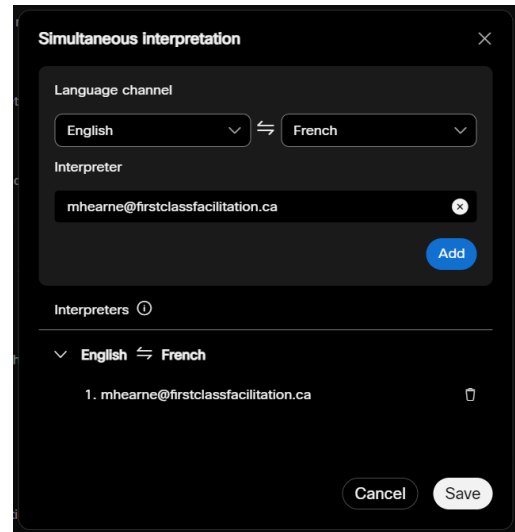 Simultaneous interpretation
Language channel
English French
Interpreter
mhearne@firstclassfacilitation.ca
Add
Interpreters
English ⇋ French
1. mhearne@firstclassfacilitation.ca
Cancel Save